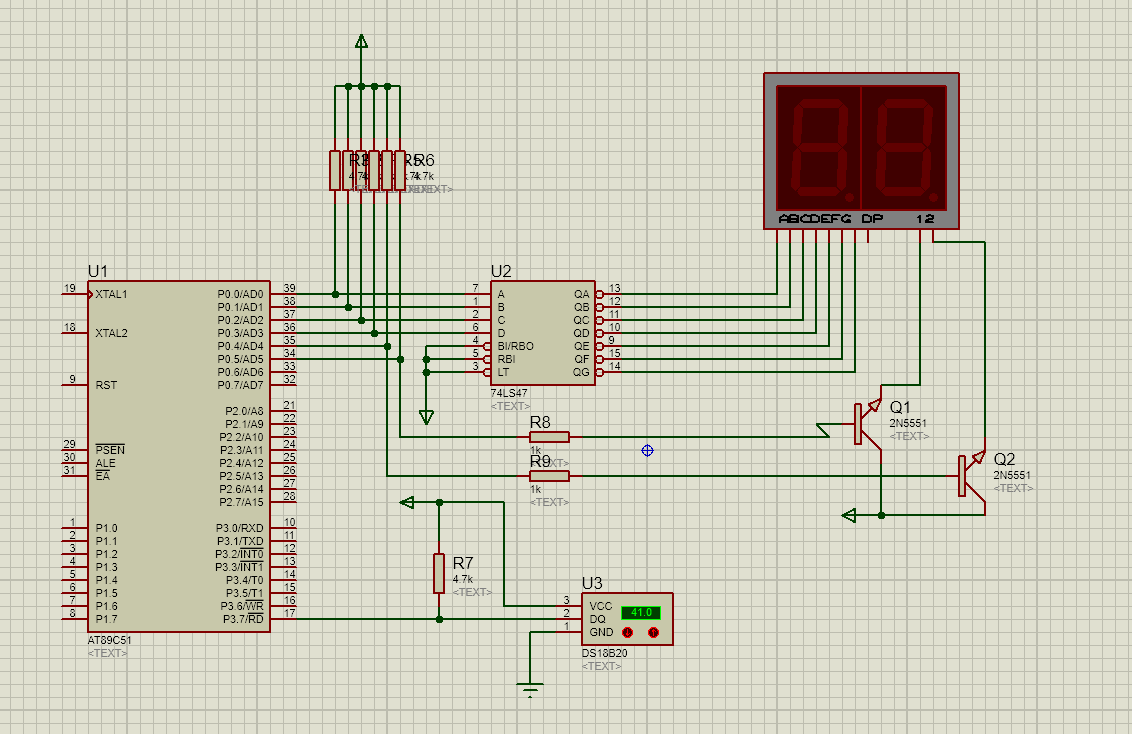 R6
4.7k
ABCDEFG DP 12
U1
19 XTAL1
18 XTAL2
9 RST
29 PSEN
30 ALE
31 EA
1 P1.0
2 P1.1
3 P1.2
4 P1.3
5 P1.4
6 P1.5
7 P1.6
8 P1.7
P0.0/AD0 39
P0.1/AD1 38
P0.2/AD2 37
P0.3/AD3 36
P0.4/AD4 35
P0.5/AD5 34
P0.6/AD6 33
P0.7/AD7 32
P2.0/A8 21
P2.1/A9 22
P2.2/A10 23
P2.3/A11 24
P2.4/A12 25
P2.5/A13 26
P2.6/A14 27
P2.7/A15 28
P3.0/RXD 10
P3.1/TXD 11
P3.2/INT0 12
P3.3/INT1 13
P3.4/T0 14
P3.5/T1 15
P3.6/WR 16
P3.7/RD 17
AT89C51
<TEXT>
U2
7 A QA 13
1 B QB 12
2 C QC 11
6 D QD 10
4 BI/RBO QE 9
5 RBI QF 15
3 LT QG 14
74LS47
<TEXT>
R8
1k
R9
1k
<TEXT>
Q1
2N5551
<TEXT>
Q2
2N5551
<TEXT>
R7
4.7k
<TEXT>
U3
3 VCC 41.0
2 DQ
1 GND
DS18B20
<TEXT>